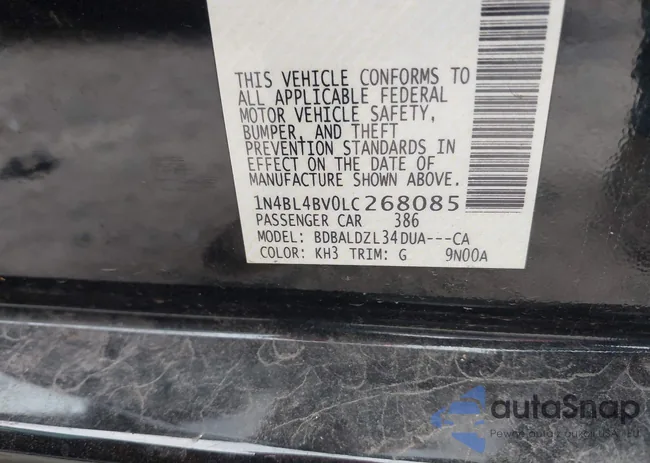 THIS VEHICLE CONFORMS TO
ALL APPLICABLE FEDERAL
MOTOR VEHICLE SAFETY,
BUMPER, AND THEFT
PREVENTION STANDARDS IN
EFFECT ON THE DATE OF
MANUFACTURE SHOWN ABOVE.
1N4BL4BV0LC268085
PASSENGER CAR 386
MODEL: BDBALDZL34DUA---CA
COLOR: KH3 TRIM: G 9N00A
autoSnap